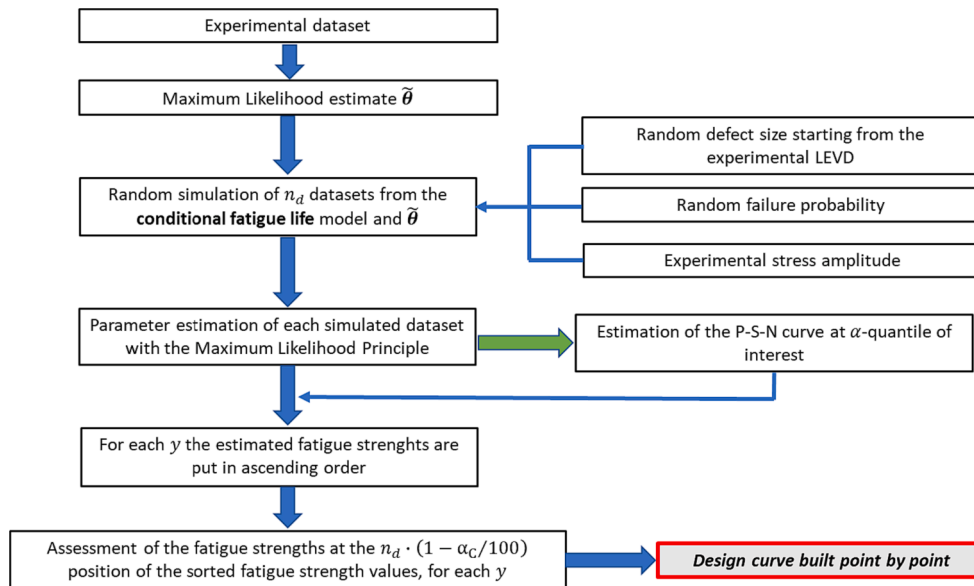 Experimental dataset
Maximum Likelihood estimate θ̃
Random defect size starting from the
experimental LEVD
Random simulation of n_d datasets from the
conditional fatigue life model and θ̃
Random failure probability
Experimental stress amplitude
Parameter estimation of each simulated dataset
with the Maximum Likelihood Principle
Estimation of the P-S-N curve at α-quantile of
interest
For each y the estimated fatigue strenghts are
put in ascending order
Assessment of the fatigue strengths at the n_d · (1 − α_C/100)
position of the sorted fatigue strength values, for each y
Design curve built point by point